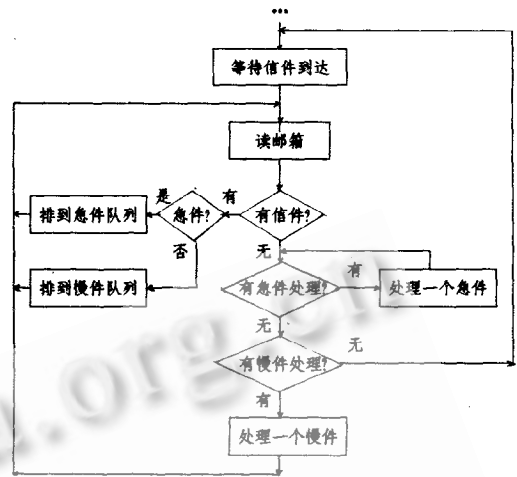 ...
等待信件到达
读邮箱
是
有
排到急件队列
急件?
有信件?
否
无
排到慢件队列
有急件处理?
有
处理一个急件
无
有慢件处理?
无
有
处理一个慢件